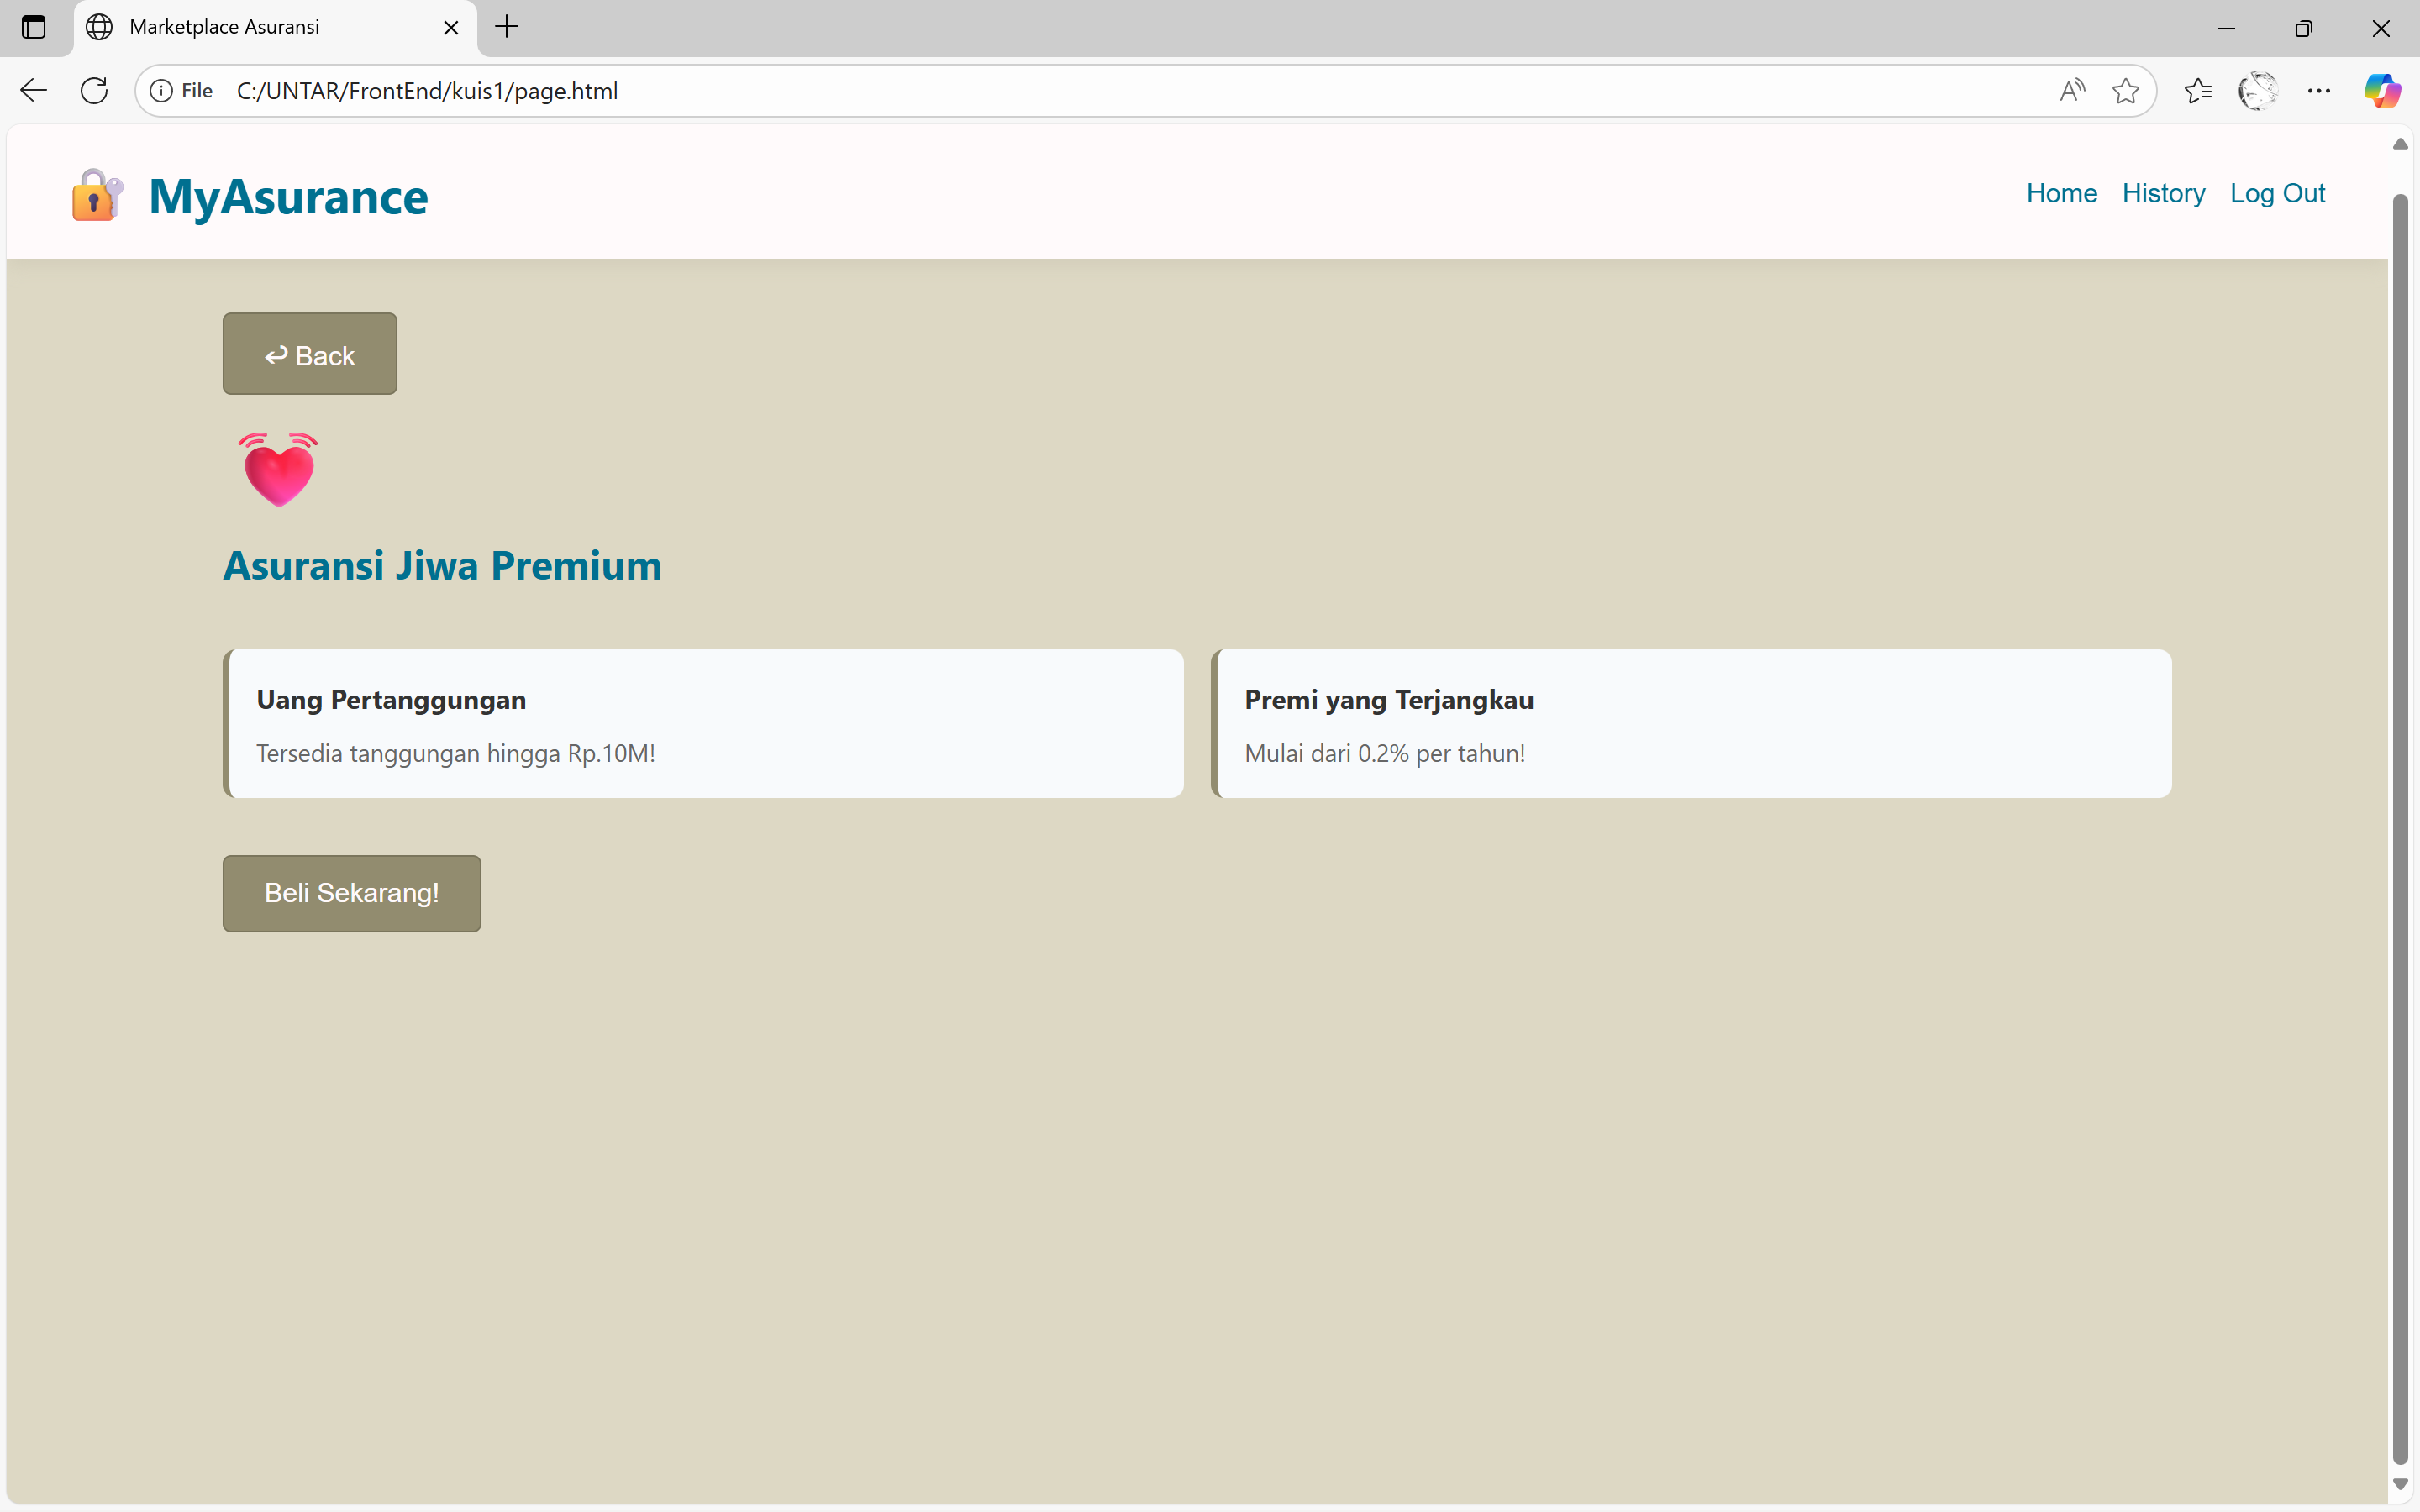 Marketplace Asuransi
File C:/UNTAR/FrontEnd/kuis1/page.html
MyAsurance
Home History Log Out
↩ Back
Asuransi Jiwa Premium
Uang Pertanggungan
Tersedia tanggungan hingga Rp.10M!
Premi yang Terjangkau
Mulai dari 0.2% per tahun!
Beli Sekarang!